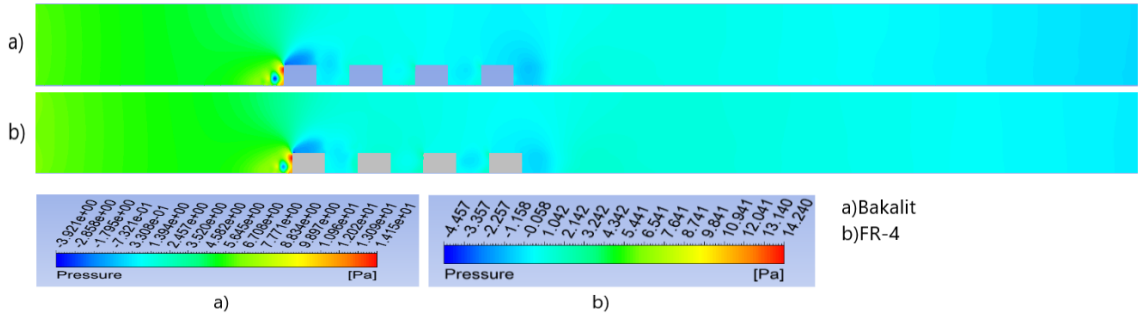 a)
b)
-3.921e+00 -2.858e+00 -1.795e+00 -7.321e-01 3.308e-01 1.394e+00 2.457e+00 3.520e+00 4.582e+00 5.645e+00 6.708e+00 7.771e+00 8.834e+00 9.897e+00 1.096e+01 1.202e+01 1.309e+01 1.415e+01
Pressure [Pa]
a)
-4.457 -3.357 -2.257 -1.158 -0.058 1.042 2.142 3.242 4.342 5.441 6.541 7.641 8.741 9.841 10.941 12.041 13.140 14.240
Pressure [Pa]
b)
a)Bakalit
b)FR-4